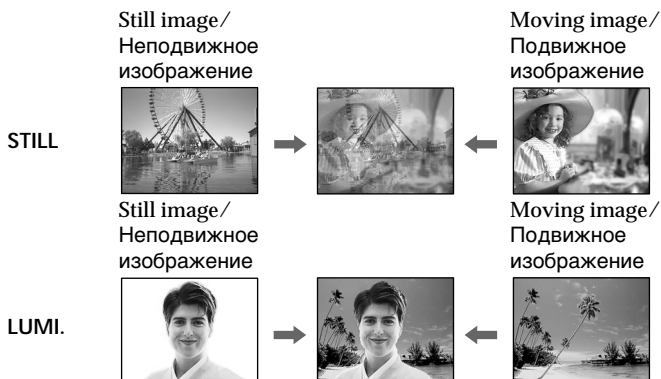 Still image/
Неподвижное
изображение
Moving image/
Подвижное
изображение
STILL
Still image/
Неподвижное
изображение
Moving image/
Подвижное
изображение
LUMI.